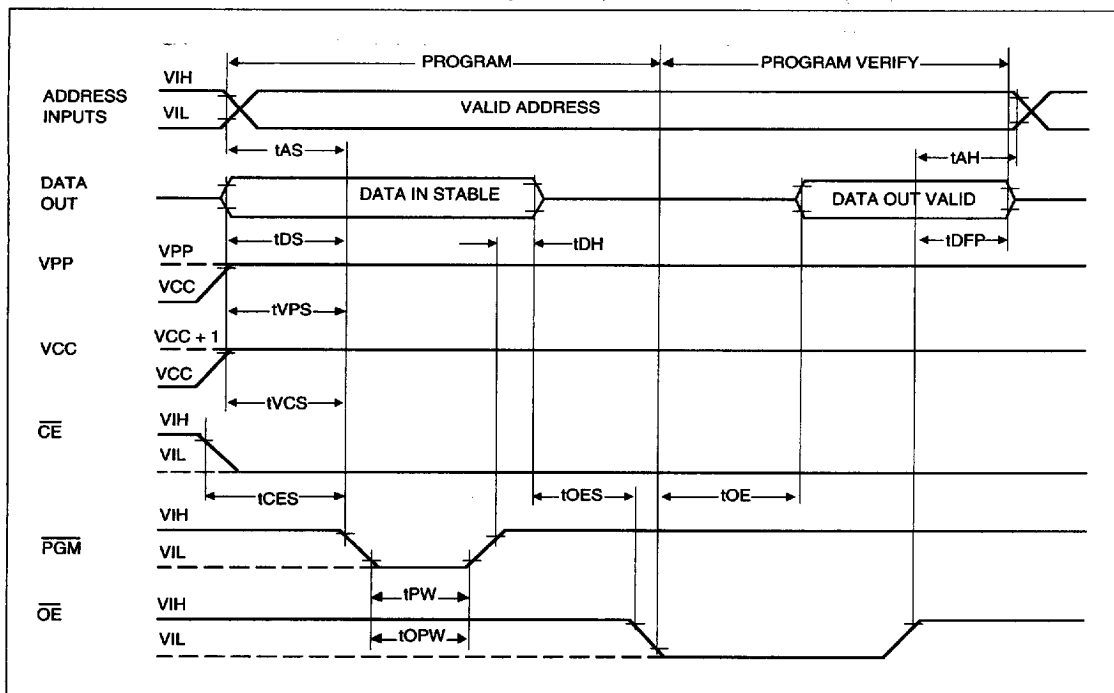 PROGRAM PROGRAM VERIFY
ADDRESS INPUTS VIH VIL VALID ADDRESS
tAS tAH
DATA OUT DATA IN STABLE DATA OUT VALID
tDS tDH tDFP
VPP VPP VCC
tVPS
VCC VCC + 1 VCC
tVCS
CE VIH VIL
tCES tOES tOE
PGM VIH VIL
tPW
OE VIH VIL
tOPW